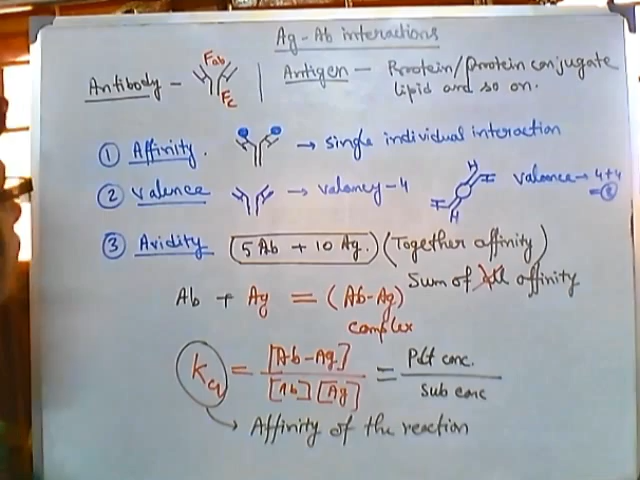 Ag-Ab interactions
Antibody - Fab Fc | Antigen - Protein/protein conjugate
lipid and so on.
① Affinity. → single individual interaction
② Valence → valency-4 valence → 4+4
= 8
③ Avidity (5 Ab + 10 Ag.) (Together affinity)
Sum of affinity
Ab + Ag = (Ab-Ag)
complex
Ka = [Ab-Ag] / [Ab] [Ag] = Pdt conc. / Sub conc
→ Affinity of the reaction